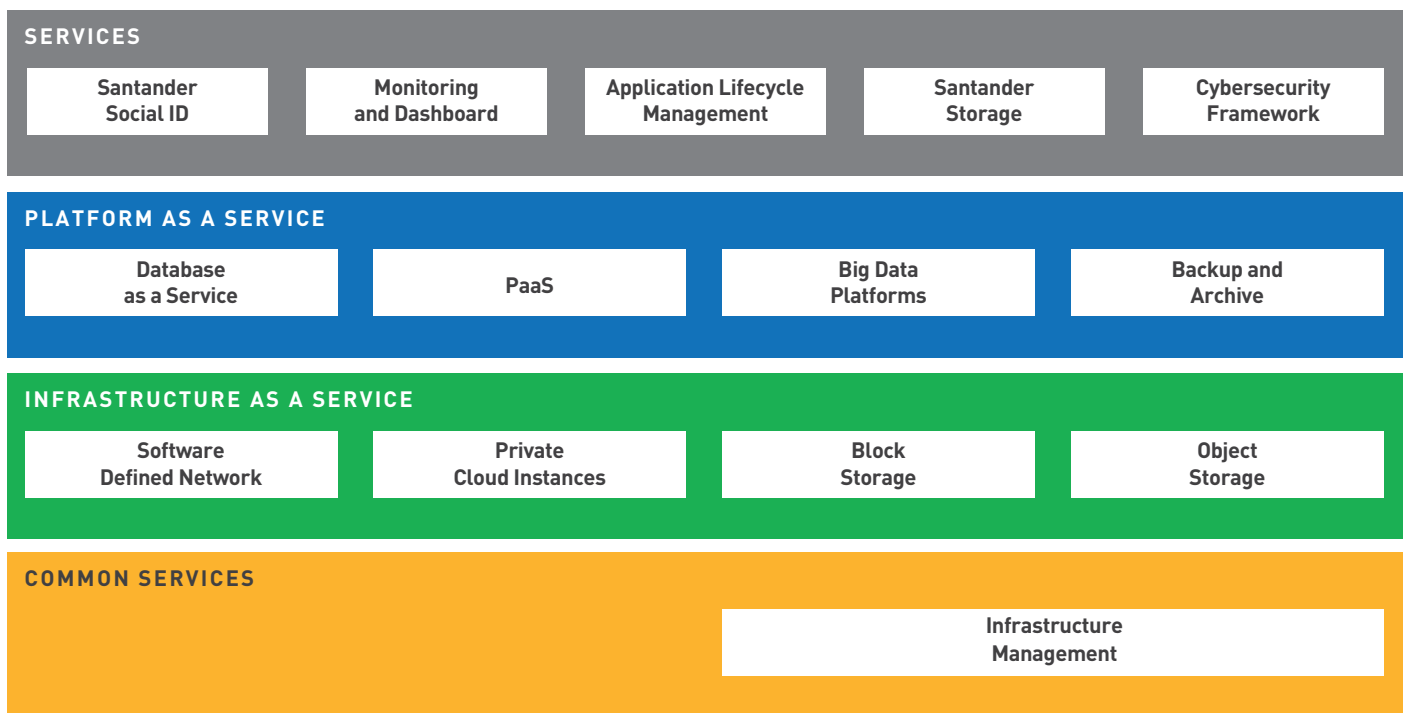 SERVICES
Santander
Social ID
Monitoring
and Dashboard
Application Lifecycle
Management
Santander
Storage
Cybersecurity
Framework
PLATFORM AS A SERVICE
Database
as a Service
PaaS
Big Data
Platforms
Backup and
Archive
INFRASTRUCTURE AS A SERVICE
Software
Defined Network
Private
Cloud Instances
Block
Storage
Object
Storage
COMMON SERVICES
Infrastructure
Management